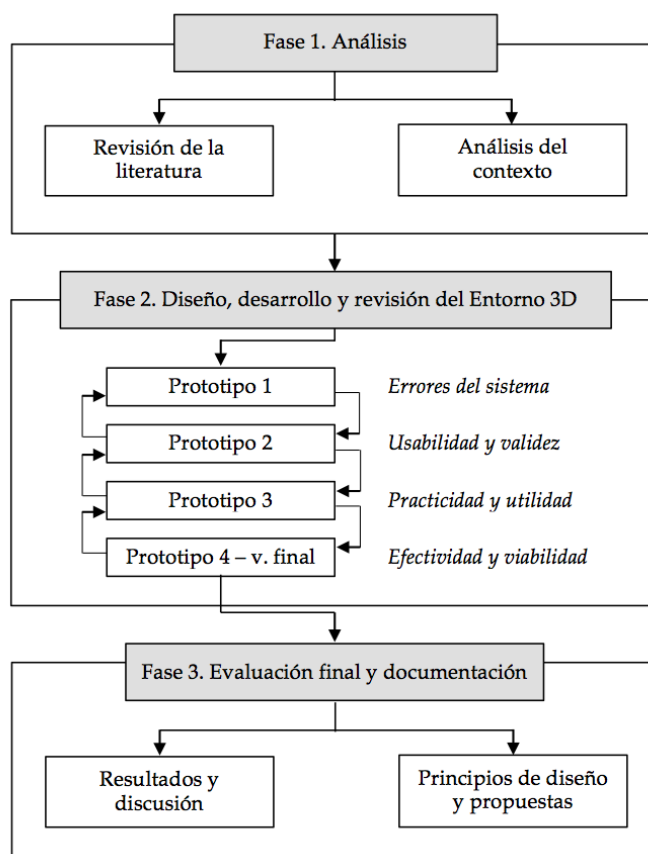 Fase 1. Análisis
Revisión de la
literatura
Análisis del
contexto
Fase 2. Diseño, desarrollo y revisión del Entorno 3D
Prototipo 1
Errores del sistema
Prototipo 2
Usabilidad y validez
Prototipo 3
Practicidad y utilidad
Prototipo 4 – v. final
Efectividad y viabilidad
Fase 3. Evaluación final y documentación
Resultados y
discusión
Principios de diseño
y propuestas